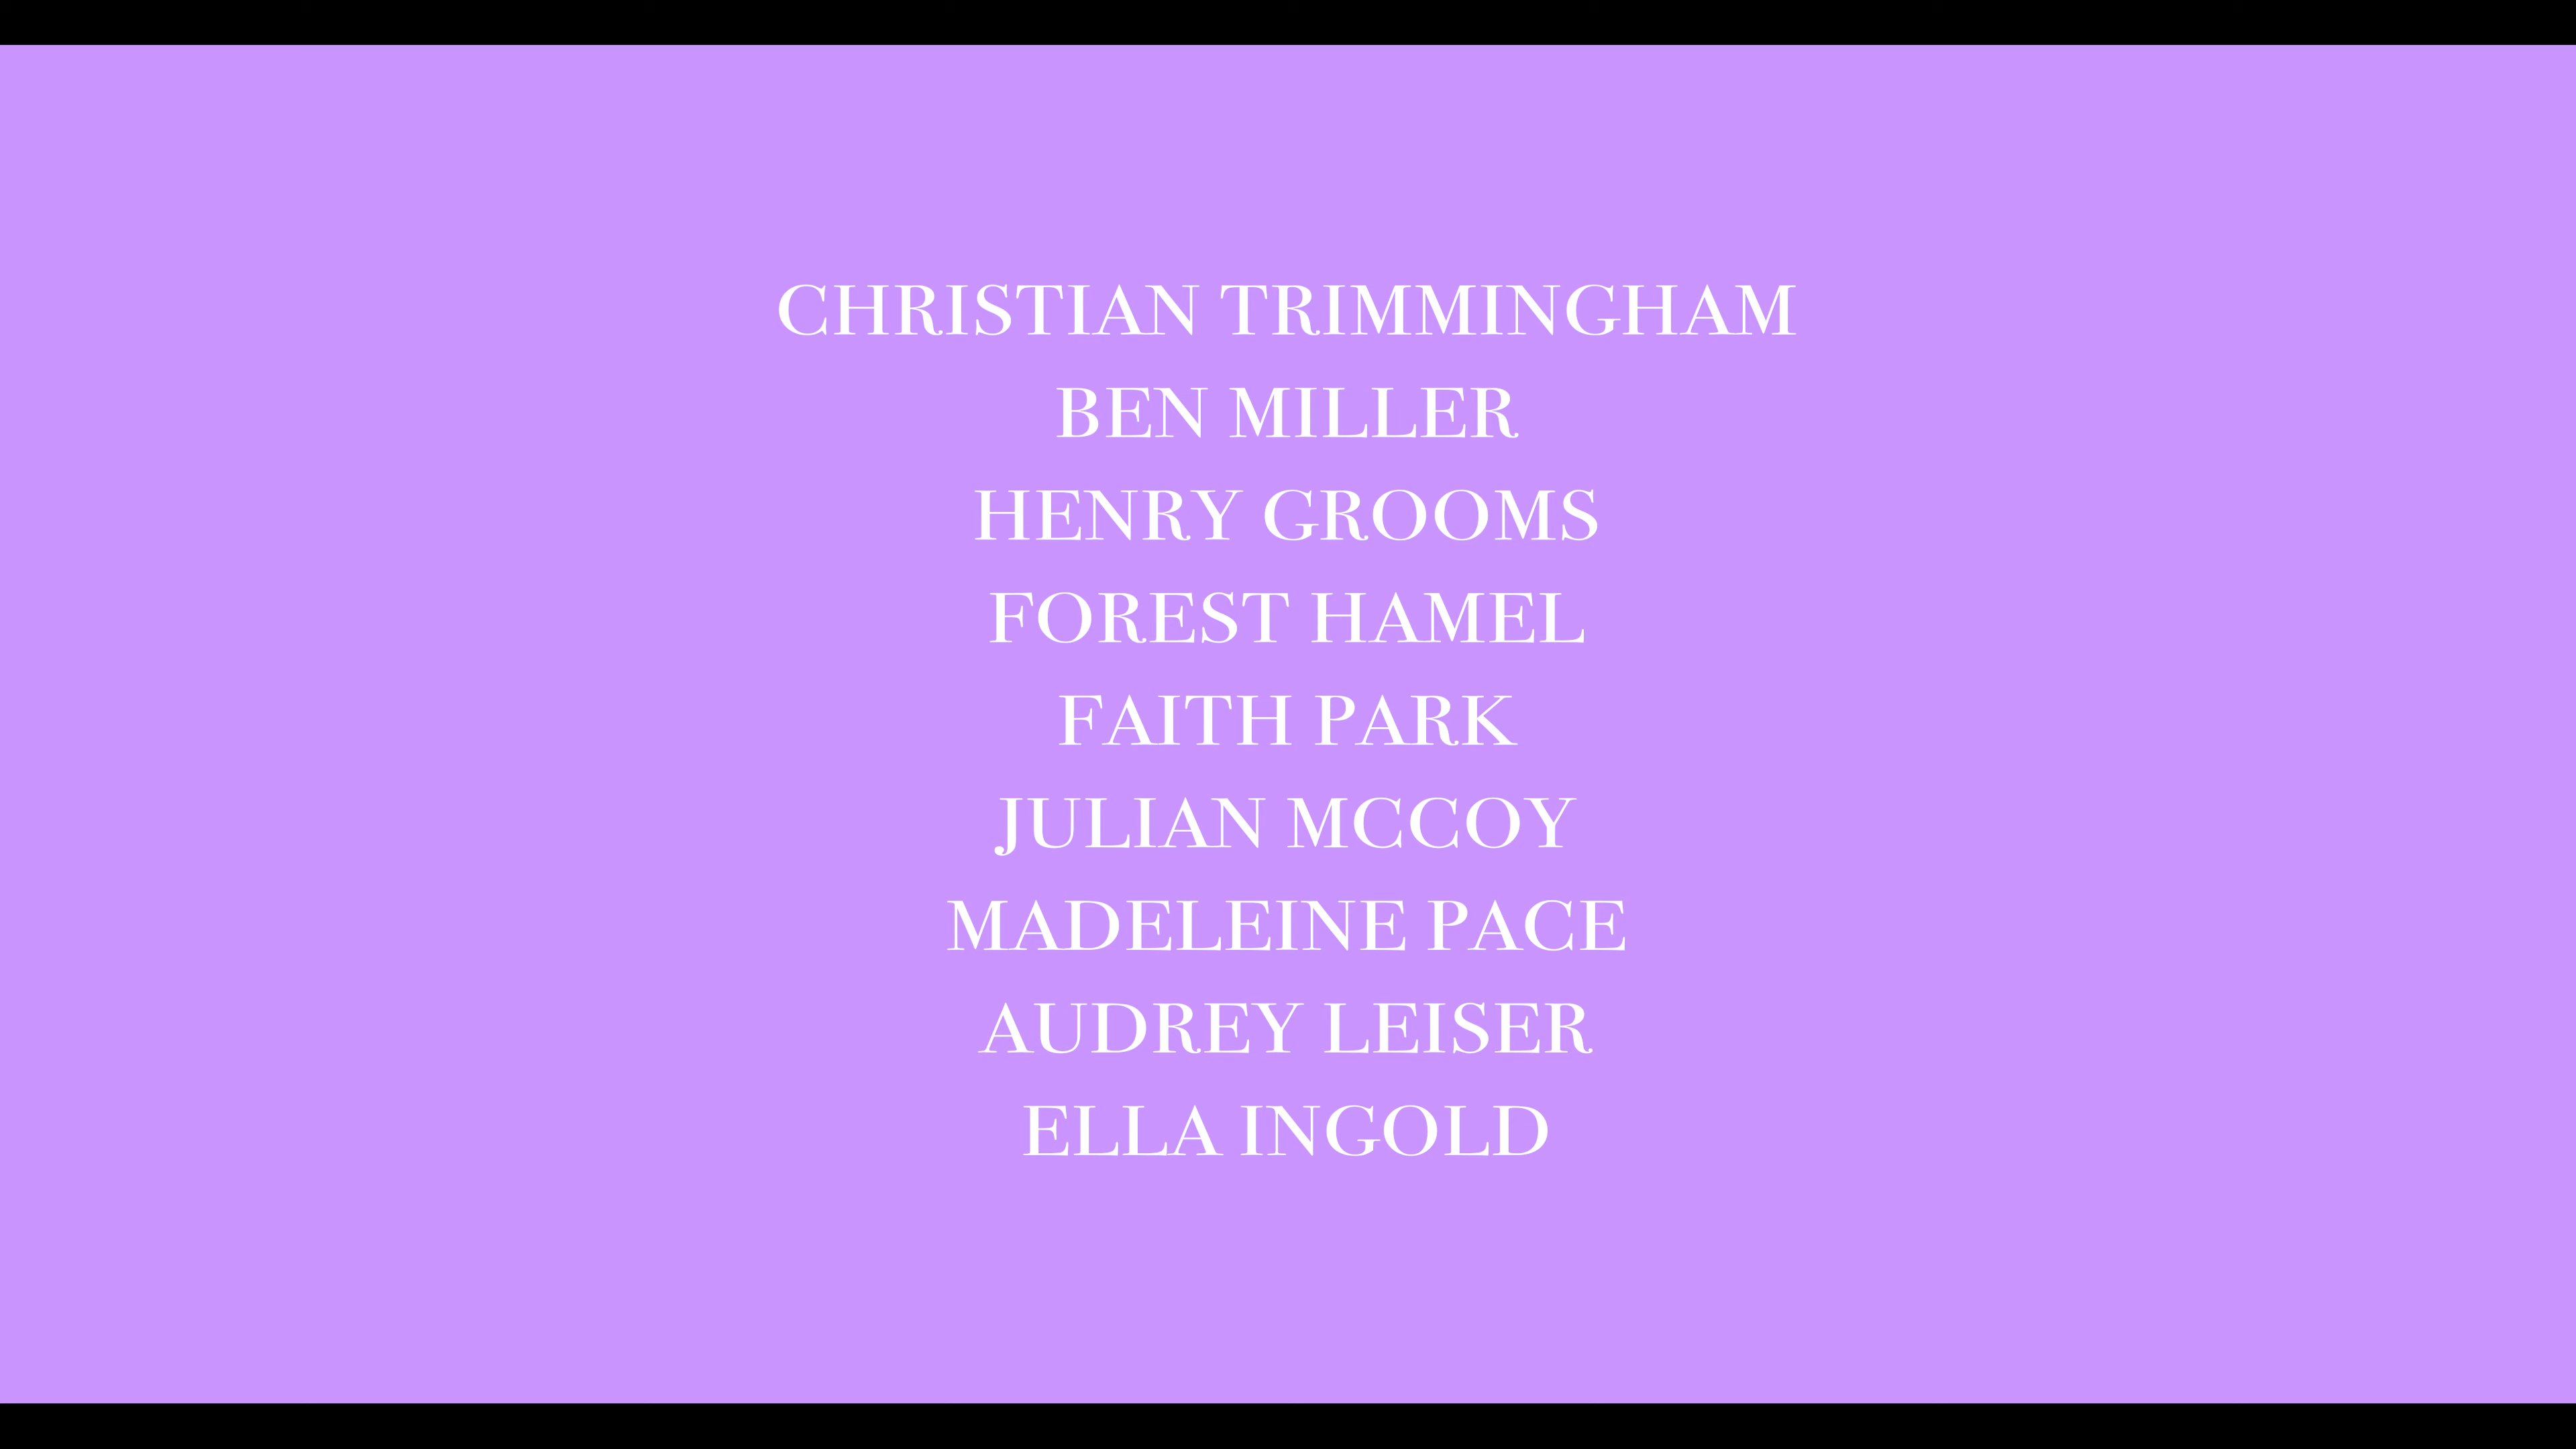 CHRISTIAN TRIMMINGHAM
BEN MILLER
HENRY GROOMS
FOREST HAMEL
FAITH PARK
JULIAN MCCOY
MADELEINE PACE
AUDREY LEISER
ELLA INGOLD